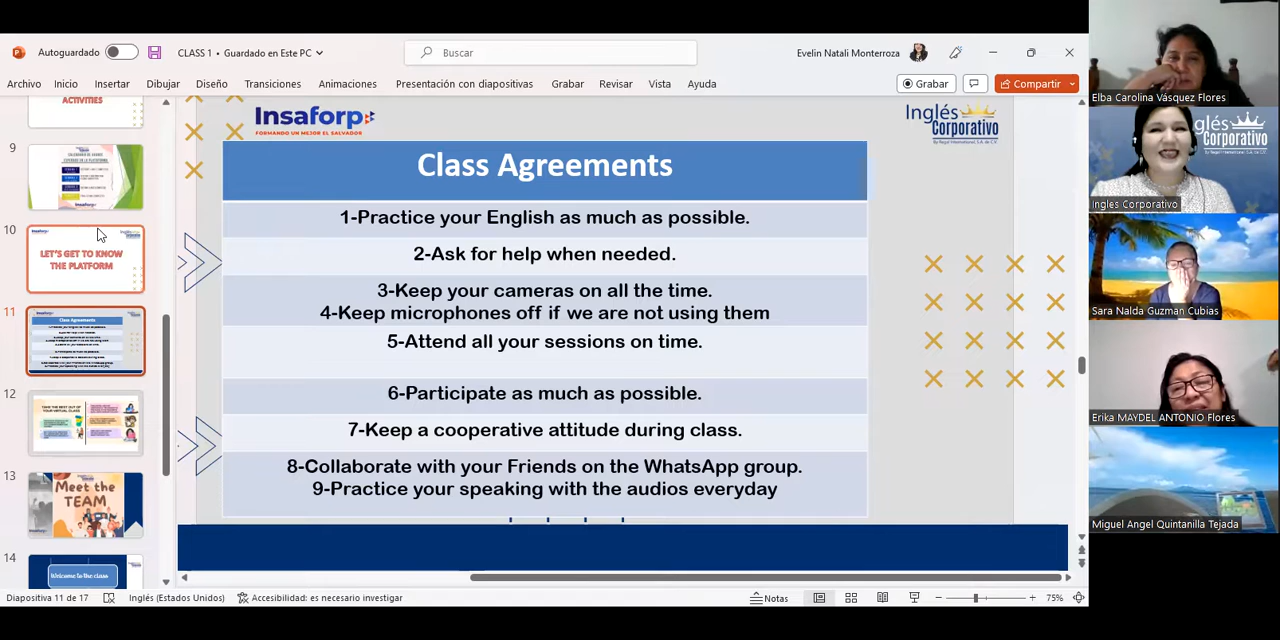 Autoguardado
CLASS 1 • Guardado en Este PC
Buscar
Evelin Natali Monterroza
Archivo Inicio Insertar Dibujar Diseño Transiciones Animaciones Presentación con diapositivas Grabar Revisar Vista Ayuda
Grabar
Compartir
ACTIVITIES
9
10
LET'S GET TO KNOW
THE PLATFORM
11
Class Agreements
12
13
Meet the
TEAM
14
Welcome to the class
Insaforp
FORMANDO UN MEJOR EL SALVADOR
Inglés
Corporativo
Class Agreements
1-Practice your English as much as possible.
2-Ask for help when needed.
3-Keep your cameras on all the time.
4-Keep microphones off if we are not using them
5-Attend all your sessions on time.
6-Participate as much as possible.
7-Keep a cooperative attitude during class.
8-Collaborate with your Friends on the WhatsApp group.
9-Practice your speaking with the audios everyday
Diapositiva 11 de 17
Inglés (Estados Unidos)
Accesibilidad: es necesario investigar
Notas
75%
Elba Carolina Vásquez Flores
Inglés
Corporativo
Ingles Corporativo
Sara Nalda Guzman Cubias
Erika MAYDEL ANTONIO Flores
Miguel Angel Quintanilla Tejada